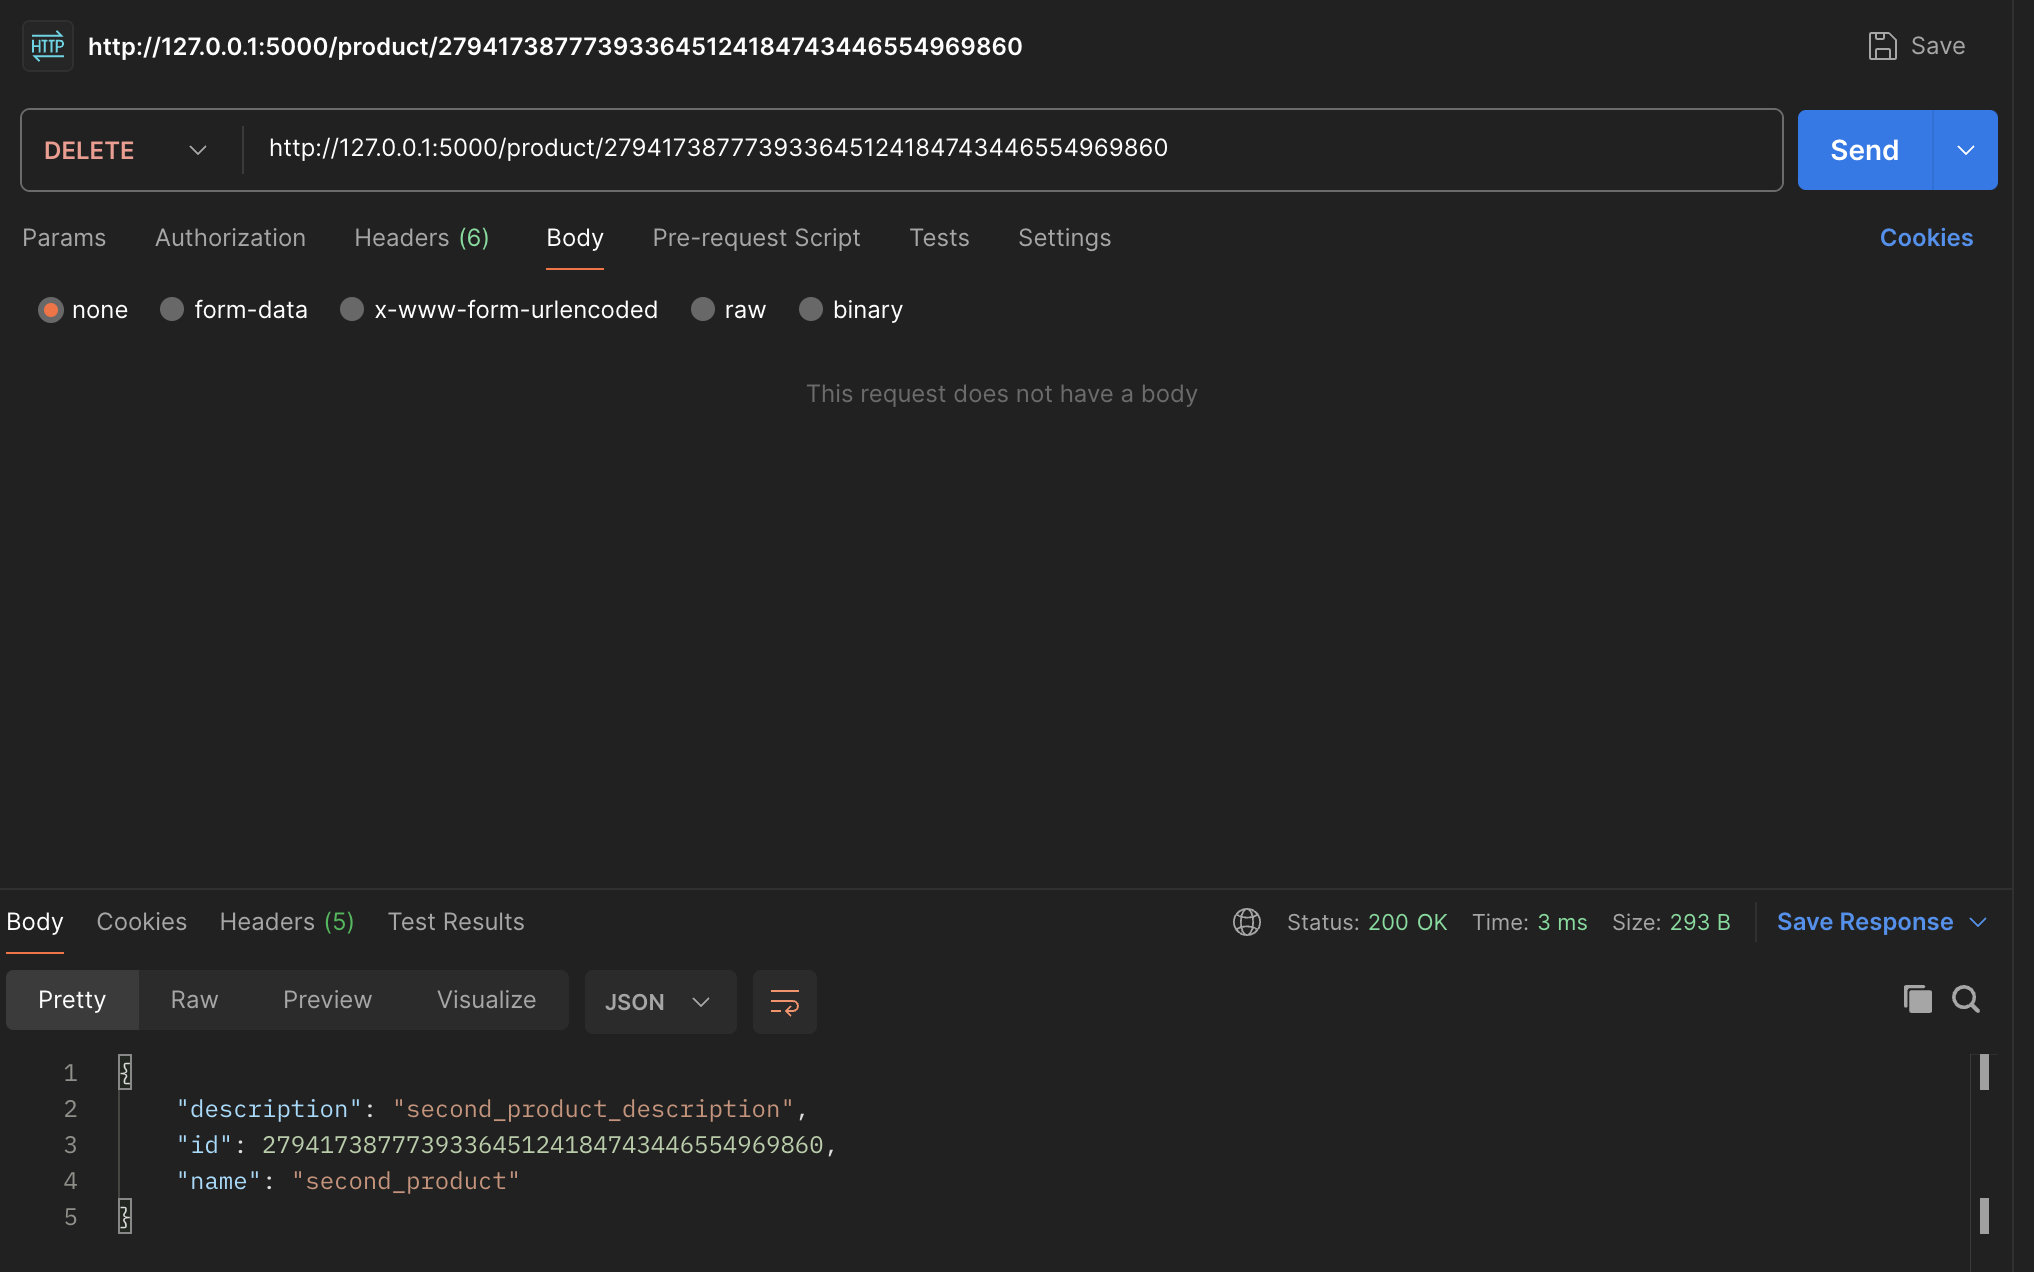 HTTP http://127.0.0.1:5000/product/279417387773933645124184743446554969860 Save
DELETE http://127.0.0.1:5000/product/279417387773933645124184743446554969860 Send
Params Authorization Headers (6) Body Pre-request Script Tests Settings Cookies
none form-data x-www-form-urlencoded raw binary
This request does not have a body
Body Cookies Headers (5) Test Results Status: 200 OK Time: 3 ms Size: 293 B Save Response
Pretty Raw Preview Visualize JSON
1 {
2 "description": "second_product_description",
3 "id": 279417387773933645124184743446554969860,
4 "name": "second_product"
5 }